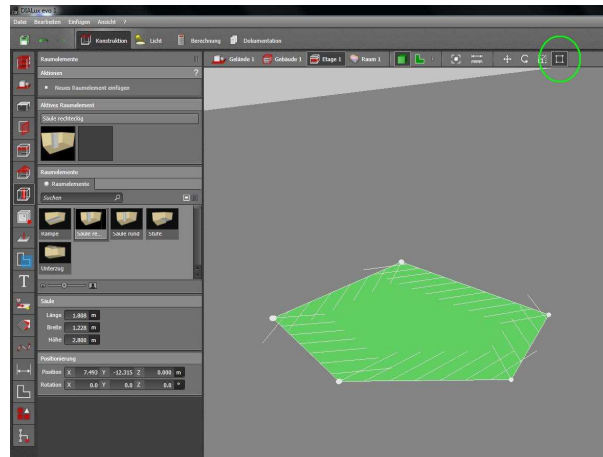 DIALux evo 1
Datei Bearbeiten Einfügen Ansicht ?
Konstruktion Licht Berechnung Dokumentation
Raumelemente
Gelände 1 Gebäude 1 Etage 1 Raum 1
Aktionen ?
Neues Raumelement einfügen
Aktives Raumelement
Säule rechteckig
Raumelemente
Raumelemente
Suchen
Rampe Säule re... Säule rund Stufe
Unterzug
T
Säule
Länge 1.808 m
Breite 1.228 m
Höhe 2.800 m
Positionierung
Position X 7.493 Y -12.315 Z 0.000 m
Rotation X 0.0 Y 0.0 Z 0.0 °